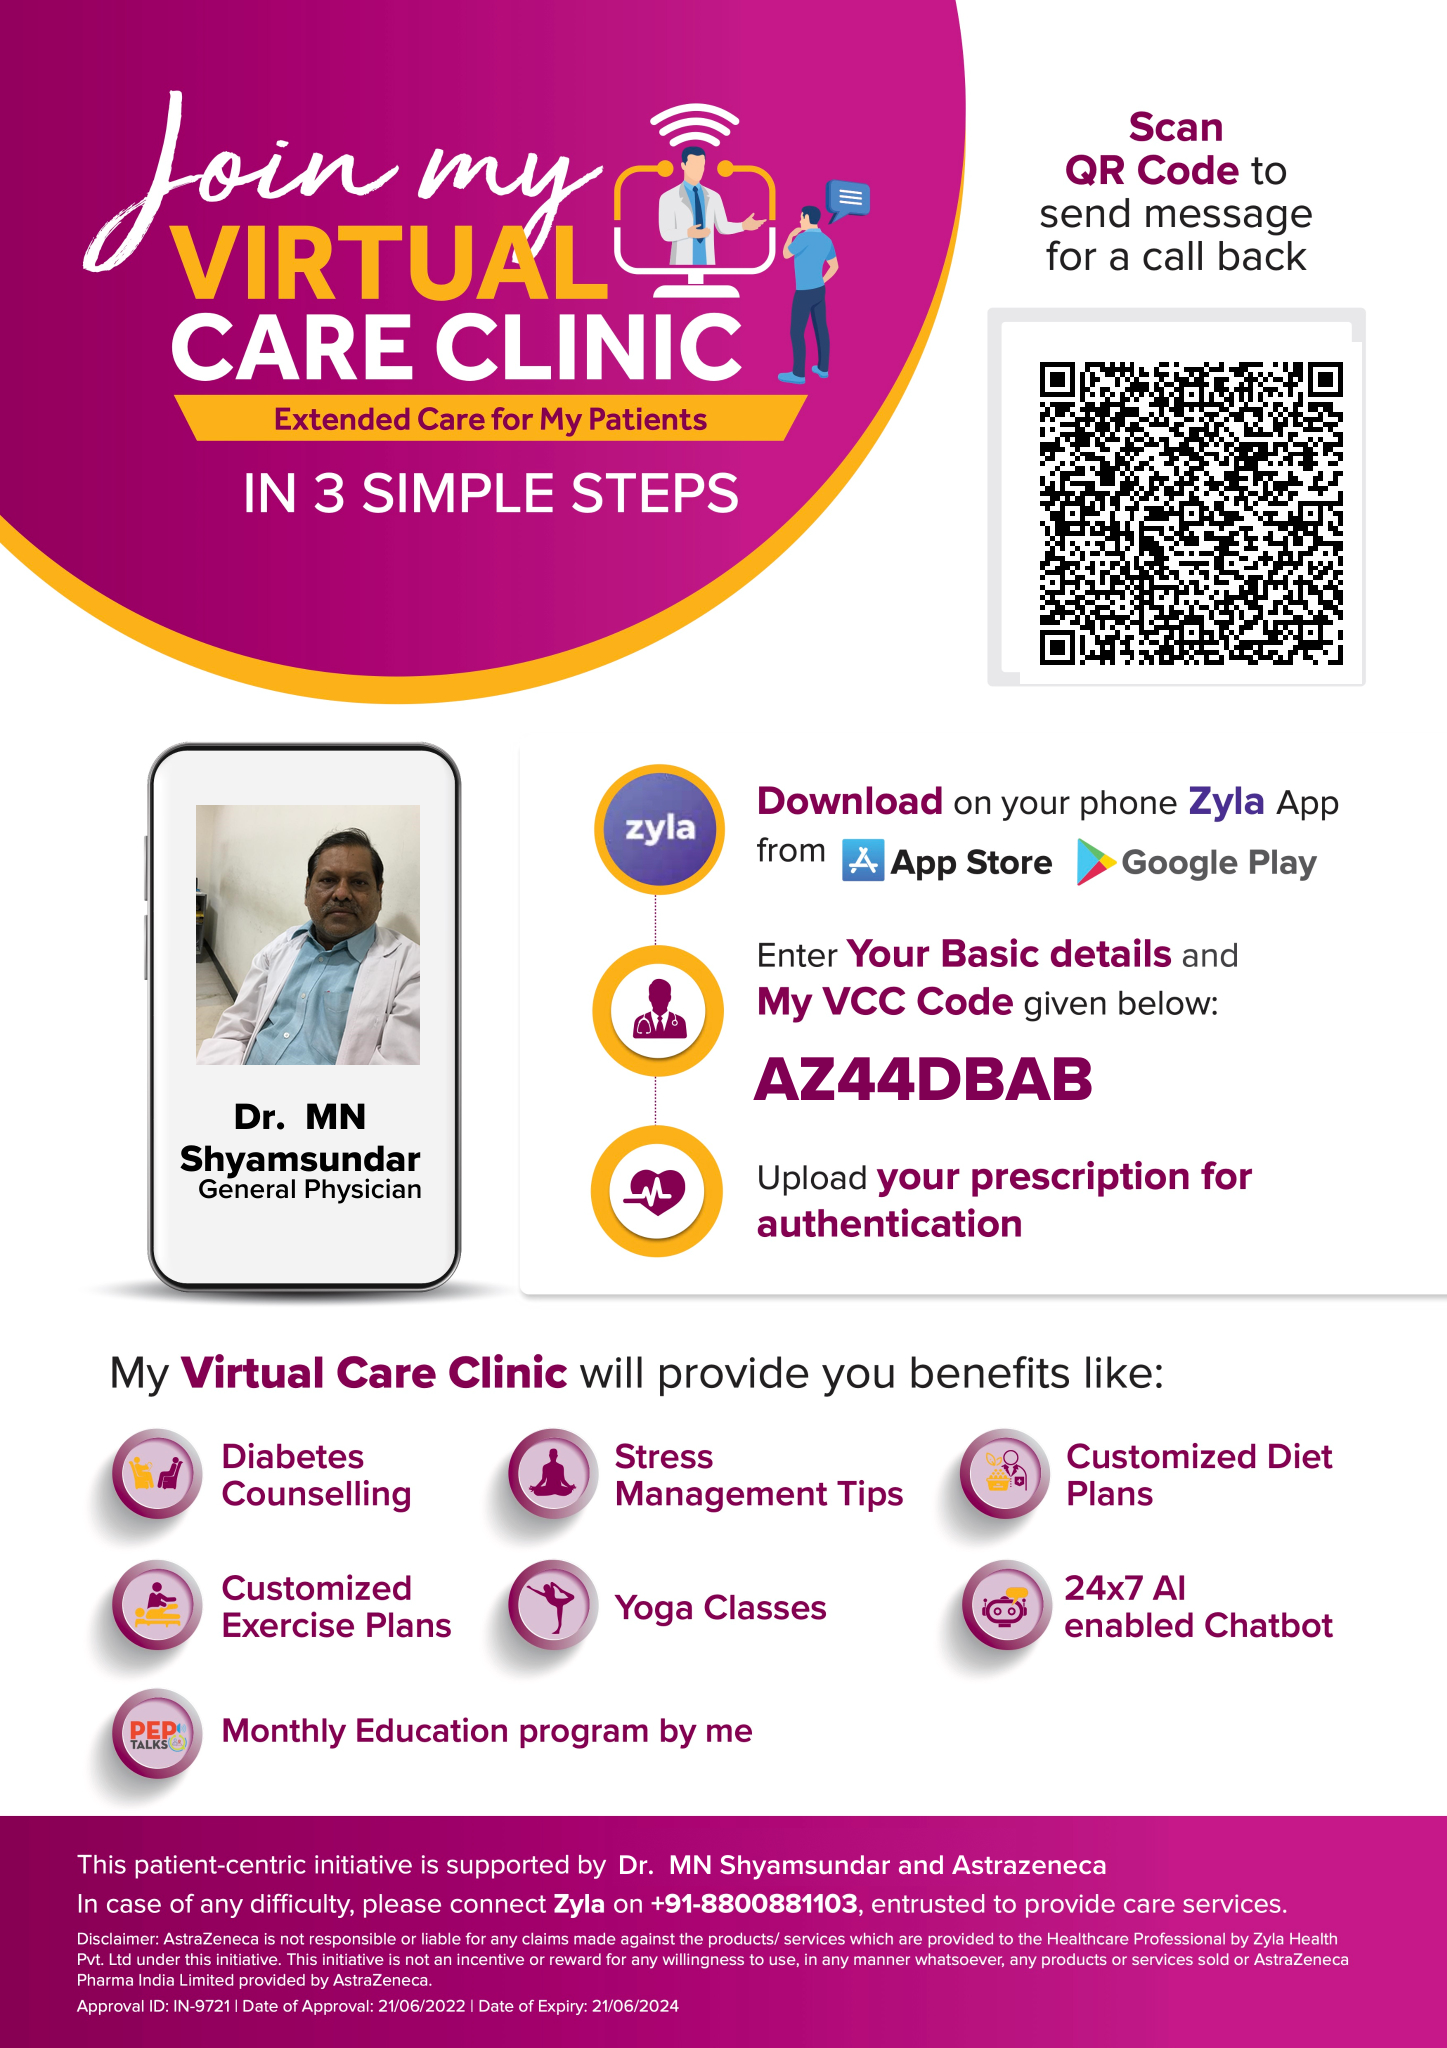 Join my
VIRTUAL
CARE CLINIC
Extended Care for My Patients
IN 3 SIMPLE STEPS
Scan
QR Code to
send message
for a call back
zyla
Download on your phone Zyla App
from App Store Google Play
Enter Your Basic details and
My VCC Code given below:
AZ44DBAB
Upload your prescription for
authentication
Dr. MN
Shyamsundar
General Physician
My Virtual Care Clinic will provide you benefits like:
Diabetes
Counselling
Stress
Management Tips
Customized Diet
Plans
Customized
Exercise Plans
Yoga Classes
24x7 AI
enabled Chatbot
PEP
TALKS
Monthly Education program by me
This patient-centric initiative is supported by Dr. MN Shyamsundar and Astrazeneca
In case of any difficulty, please connect Zyla on +91-8800881103, entrusted to provide care services.
Disclaimer: AstraZeneca is not responsible or liable for any claims made against the products/ services which are provided to the Healthcare Professional by Zyla Health
Pvt. Ltd under this initiative. This initiative is not an incentive or reward for any willingness to use, in any manner whatsoever, any products or services sold or AstraZeneca
Pharma India Limited provided by AstraZeneca.
Approval ID: IN-9721 | Date of Approval: 21/06/2022 | Date of Expiry: 21/06/2024